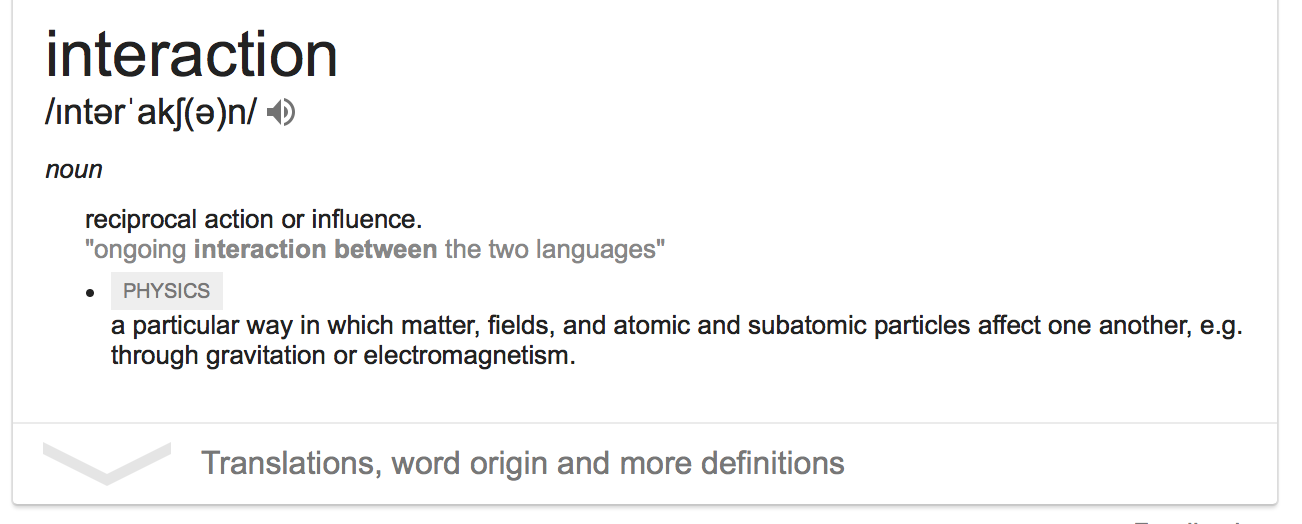 interaction
/ɪntərˈakʃ(ə)n/
noun
reciprocal action or influence.
"ongoing interaction between the two languages"
• PHYSICS
a particular way in which matter, fields, and atomic and subatomic particles affect one another, e.g.
through gravitation or electromagnetism.
Translations, word origin and more definitions